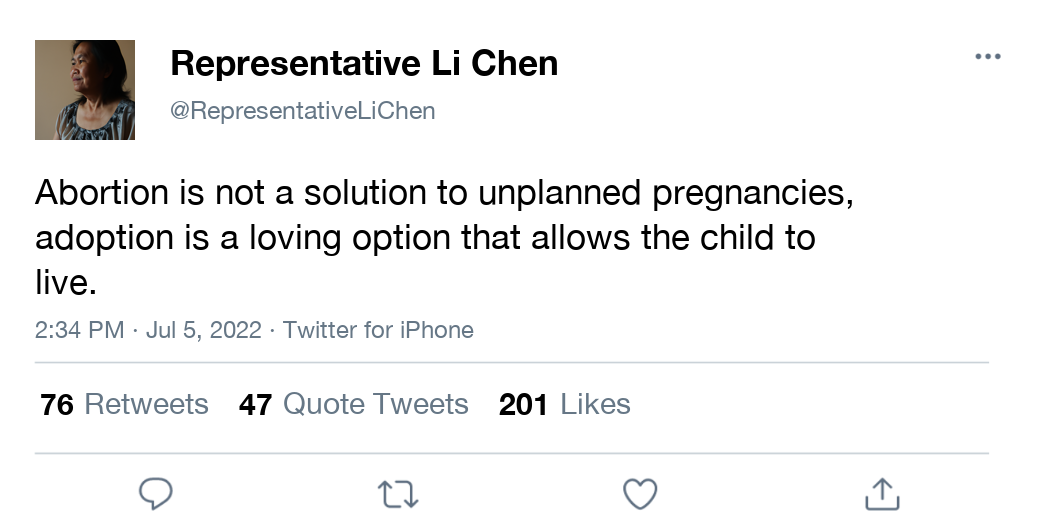 Representative Li Chen
@RepresentativeLiChen
Abortion is not a solution to unplanned pregnancies,
adoption is a loving option that allows the child to
live.
2:34 PM · Jul 5, 2022 · Twitter for iPhone
76 Retweets 47 Quote Tweets 201 Likes